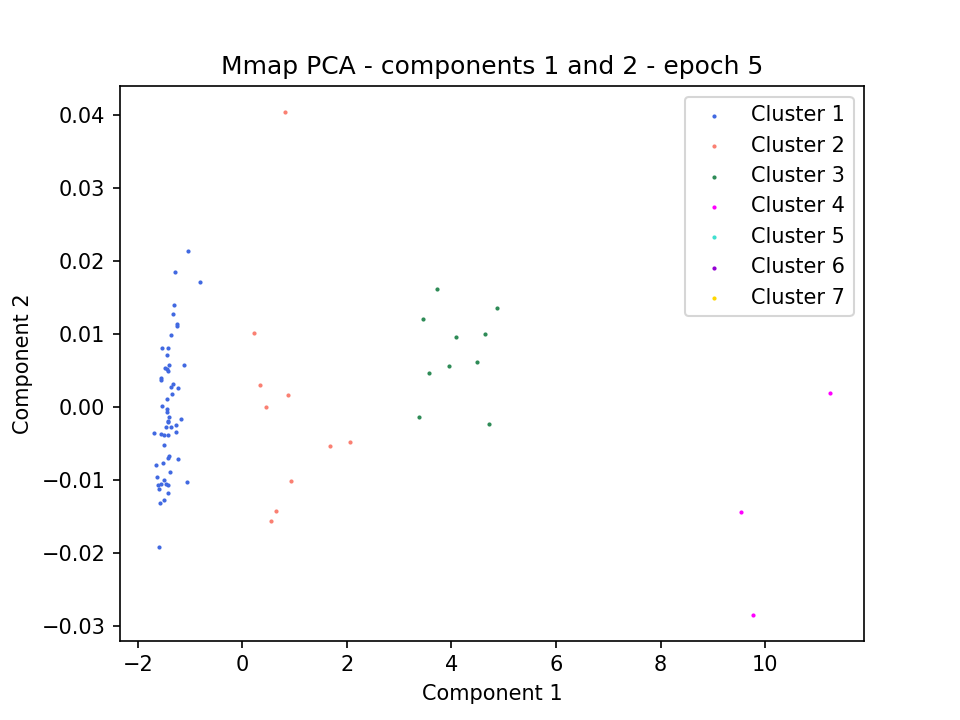 Mmap PCA - components 1 and 2 - epoch 5
Cluster 1
Cluster 2
Cluster 3
Cluster 4
Cluster 5
Cluster 6
Cluster 7
0.04
0.03
0.02
0.01
0.00
−0.01
−0.02
−0.03
Component 2
−2
0
2
4
6
8
10
Component 1